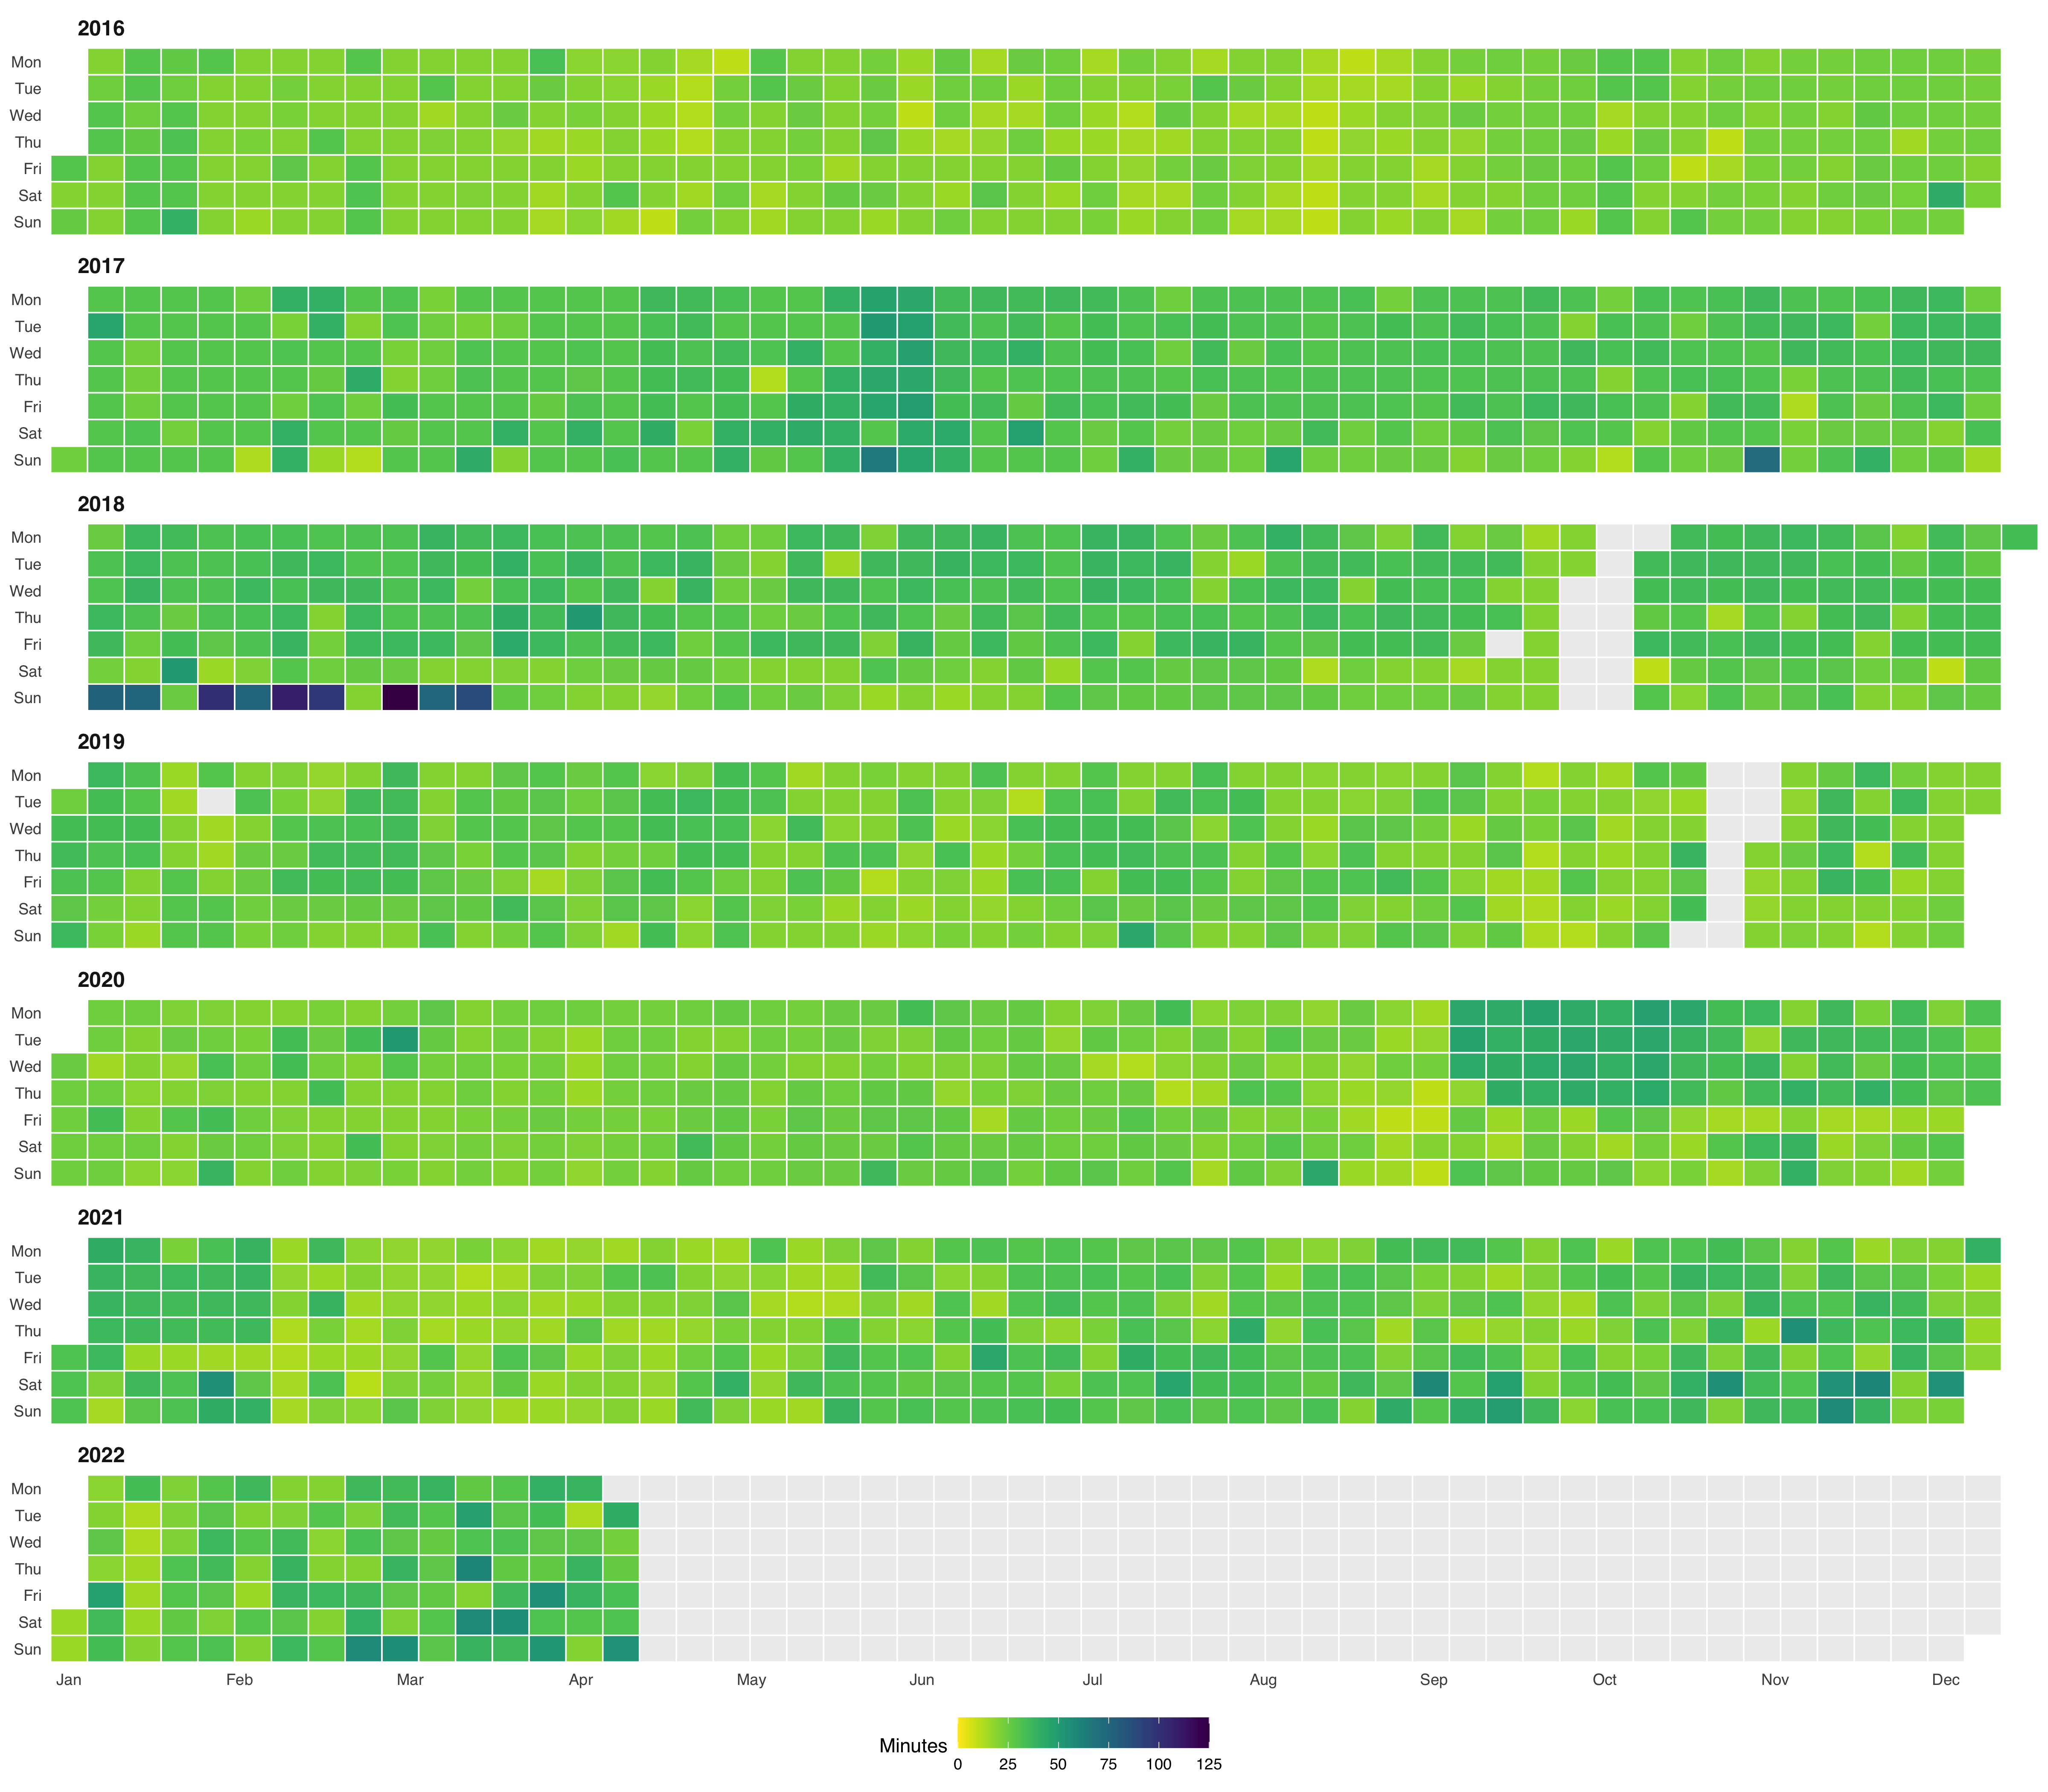 2016
Mon
Tue
Wed
Thu
Fri
Sat
Sun
2017
Mon
Tue
Wed
Thu
Fri
Sat
Sun
2018
Mon
Tue
Wed
Thu
Fri
Sat
Sun
2019
Mon
Tue
Wed
Thu
Fri
Sat
Sun
2020
Mon
Tue
Wed
Thu
Fri
Sat
Sun
2021
Mon
Tue
Wed
Thu
Fri
Sat
Sun
2022
Mon
Tue
Wed
Thu
Fri
Sat
Sun
Jan Feb Mar Apr May Jun Jul Aug Sep Oct Nov Dec
Minutes
0 25 50 75 100 125